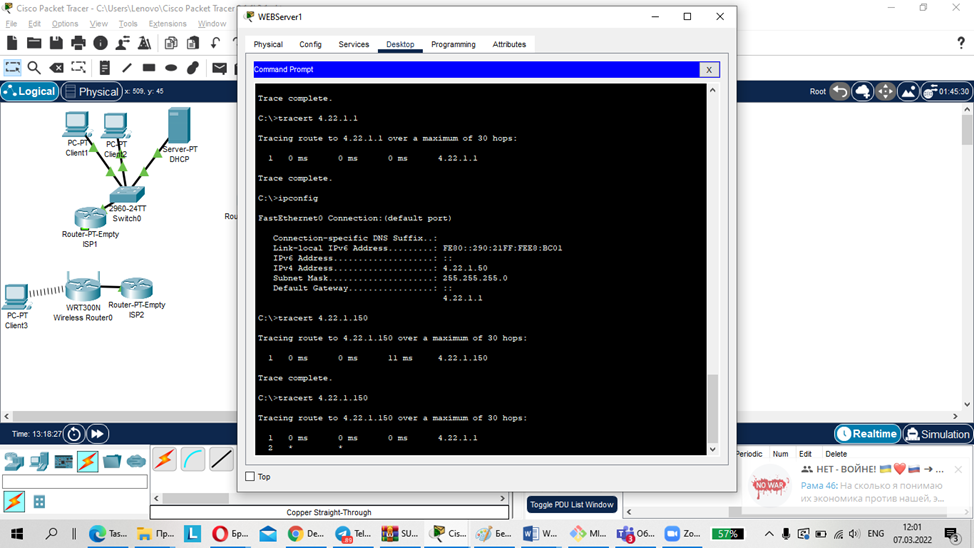 Cisco Packet Tracer - C:\Users\Lenovo\Desktop\Cisc
File Edit Options View Tools Extensions Window
Logical
Physical
x: 509, y: 45
Root
01:45:30
PC-PT
Client1
PC-PT
Client2
Server-PT
DHCP
2960-24TT
Switch0
Router-PT-Empty
ISP1
Rou
PC-PT
Client3
WRT300N
Wireless Router0
Router-PT-Empty
ISP2
WEBServer1
Physical Config Services Desktop Programming Attributes
Command Prompt
X
Trace complete.
C:\>tracert 4.22.1.1
Tracing route to 4.22.1.1 over a maximum of 30 hops:
1 0 ms 0 ms 0 ms 4.22.1.1
Trace complete.
C:\>ipconfig
FastEthernet0 Connection:(default port)
Connection-specific DNS Suffix..:
Link-local IPv6 Address.........: FE80::290:21FF:FEE8:BC01
IPv6 Address....................: ::
IPv4 Address....................: 4.22.1.50
Subnet Mask.....................: 255.255.255.0
Default Gateway.................: ::
4.22.1.1
C:\>tracert 4.22.1.150
Tracing route to 4.22.1.150 over a maximum of 30 hops:
1 0 ms 0 ms 11 ms 4.22.1.150
Trace complete.
C:\>tracert 4.22.1.150
Tracing route to 4.22.1.150 over a maximum of 30 hops:
1 0 ms 0 ms 0 ms 4.22.1.1
2 * *
Top
Time: 13:18:27
Realtime
Simulation
Copper Straight-Through
Toggle PDU List Window
Periodic Num Edit Delete
НЕТ - ВОЙНЕ!
NO WAR
Рама 46: На сколько я понимаю
их экономика против нашей, э...
Tas... Пр... L Бро... De... Tel... SU... Cis... Бе... W... MI... Об... Zo...
57%
ENG
12:01
07.03.2022
3